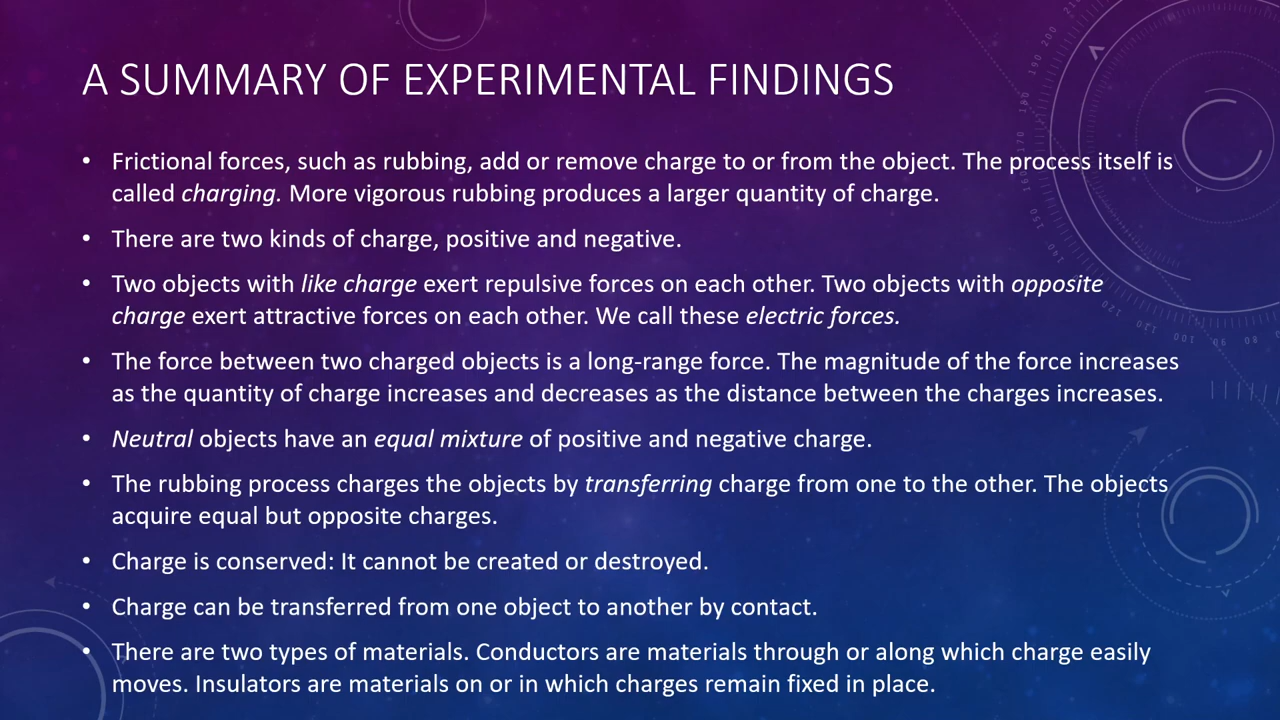 A SUMMARY OF EXPERIMENTAL FINDINGS
• Frictional forces, such as rubbing, add or remove charge to or from the object. The process itself is
called charging. More vigorous rubbing produces a larger quantity of charge.
• There are two kinds of charge, positive and negative.
• Two objects with like charge exert repulsive forces on each other. Two objects with opposite
charge exert attractive forces on each other. We call these electric forces.
• The force between two charged objects is a long-range force. The magnitude of the force increases
as the quantity of charge increases and decreases as the distance between the charges increases.
• Neutral objects have an equal mixture of positive and negative charge.
• The rubbing process charges the objects by transferring charge from one to the other. The objects
acquire equal but opposite charges.
• Charge is conserved: It cannot be created or destroyed.
• Charge can be transferred from one object to another by contact.
• There are two types of materials. Conductors are materials through or along which charge easily
moves. Insulators are materials on or in which charges remain fixed in place.